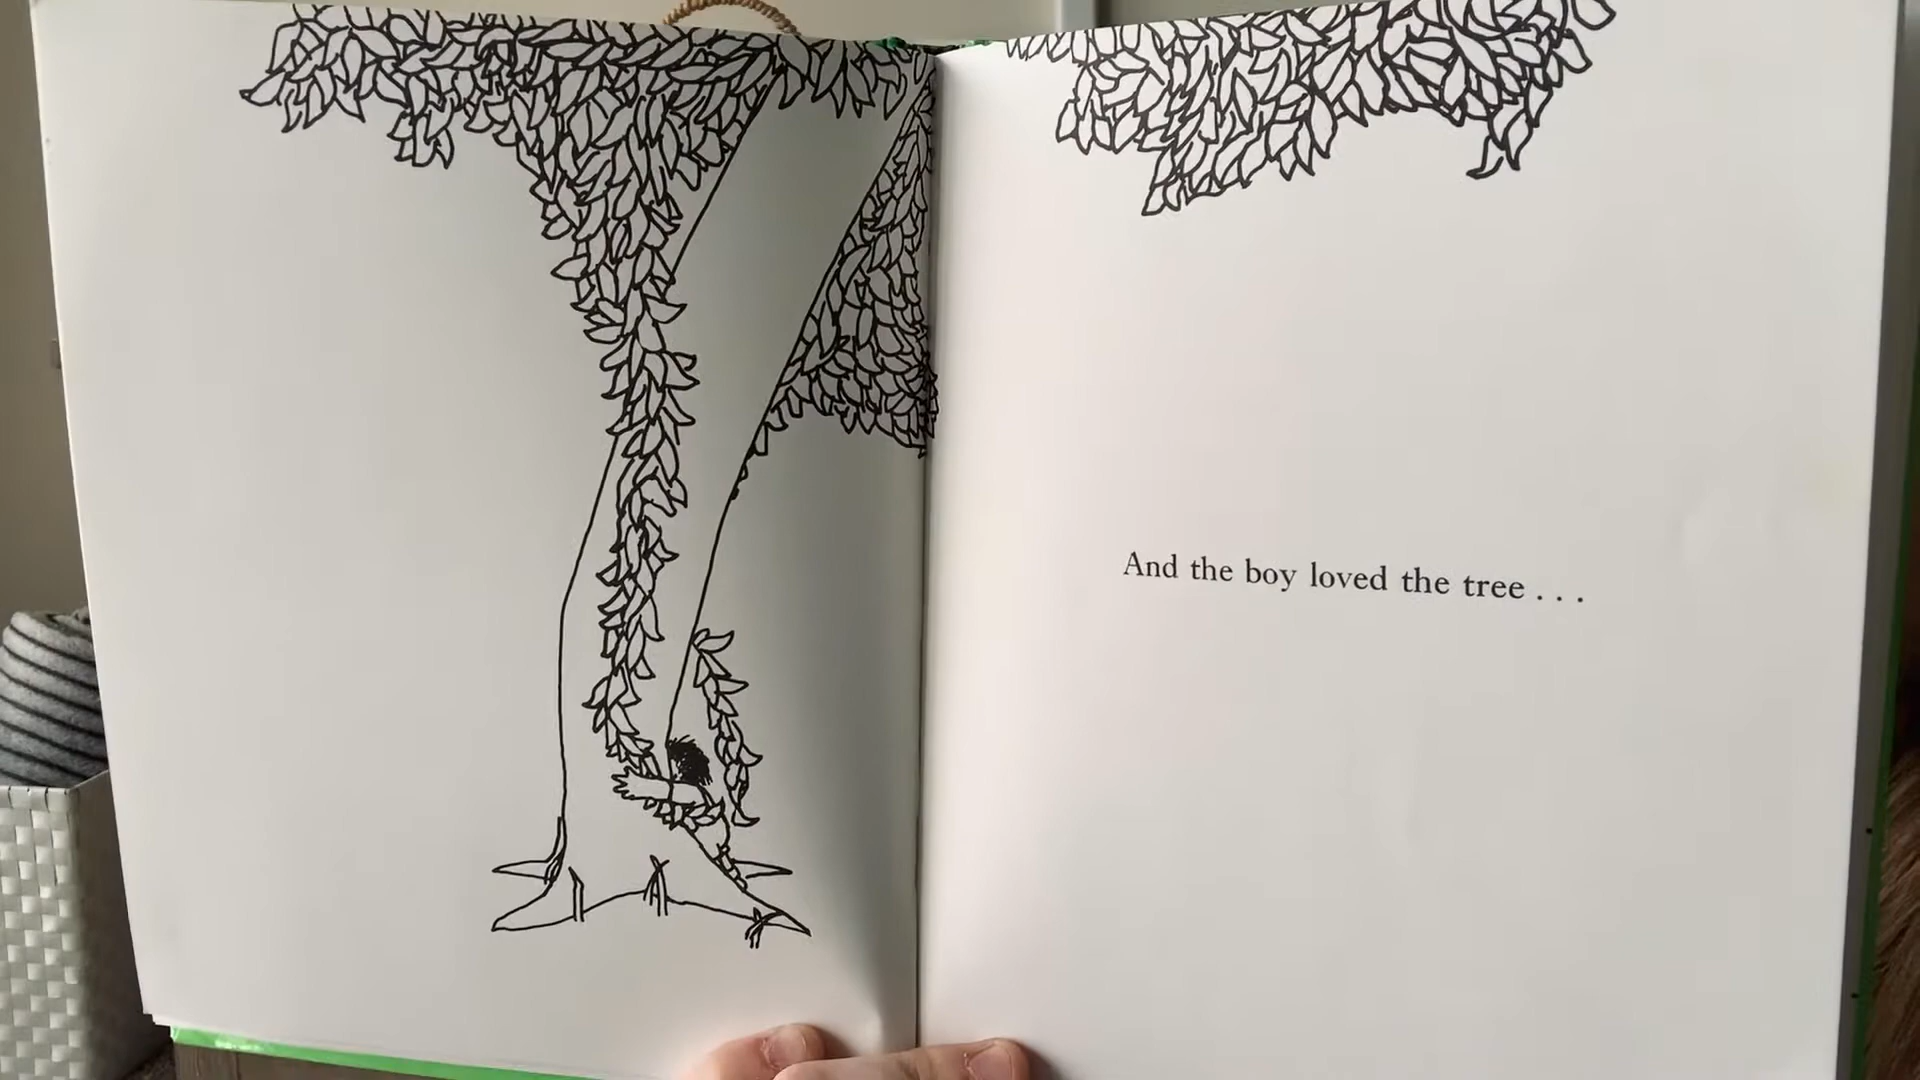 And the boy loved the tree . . .